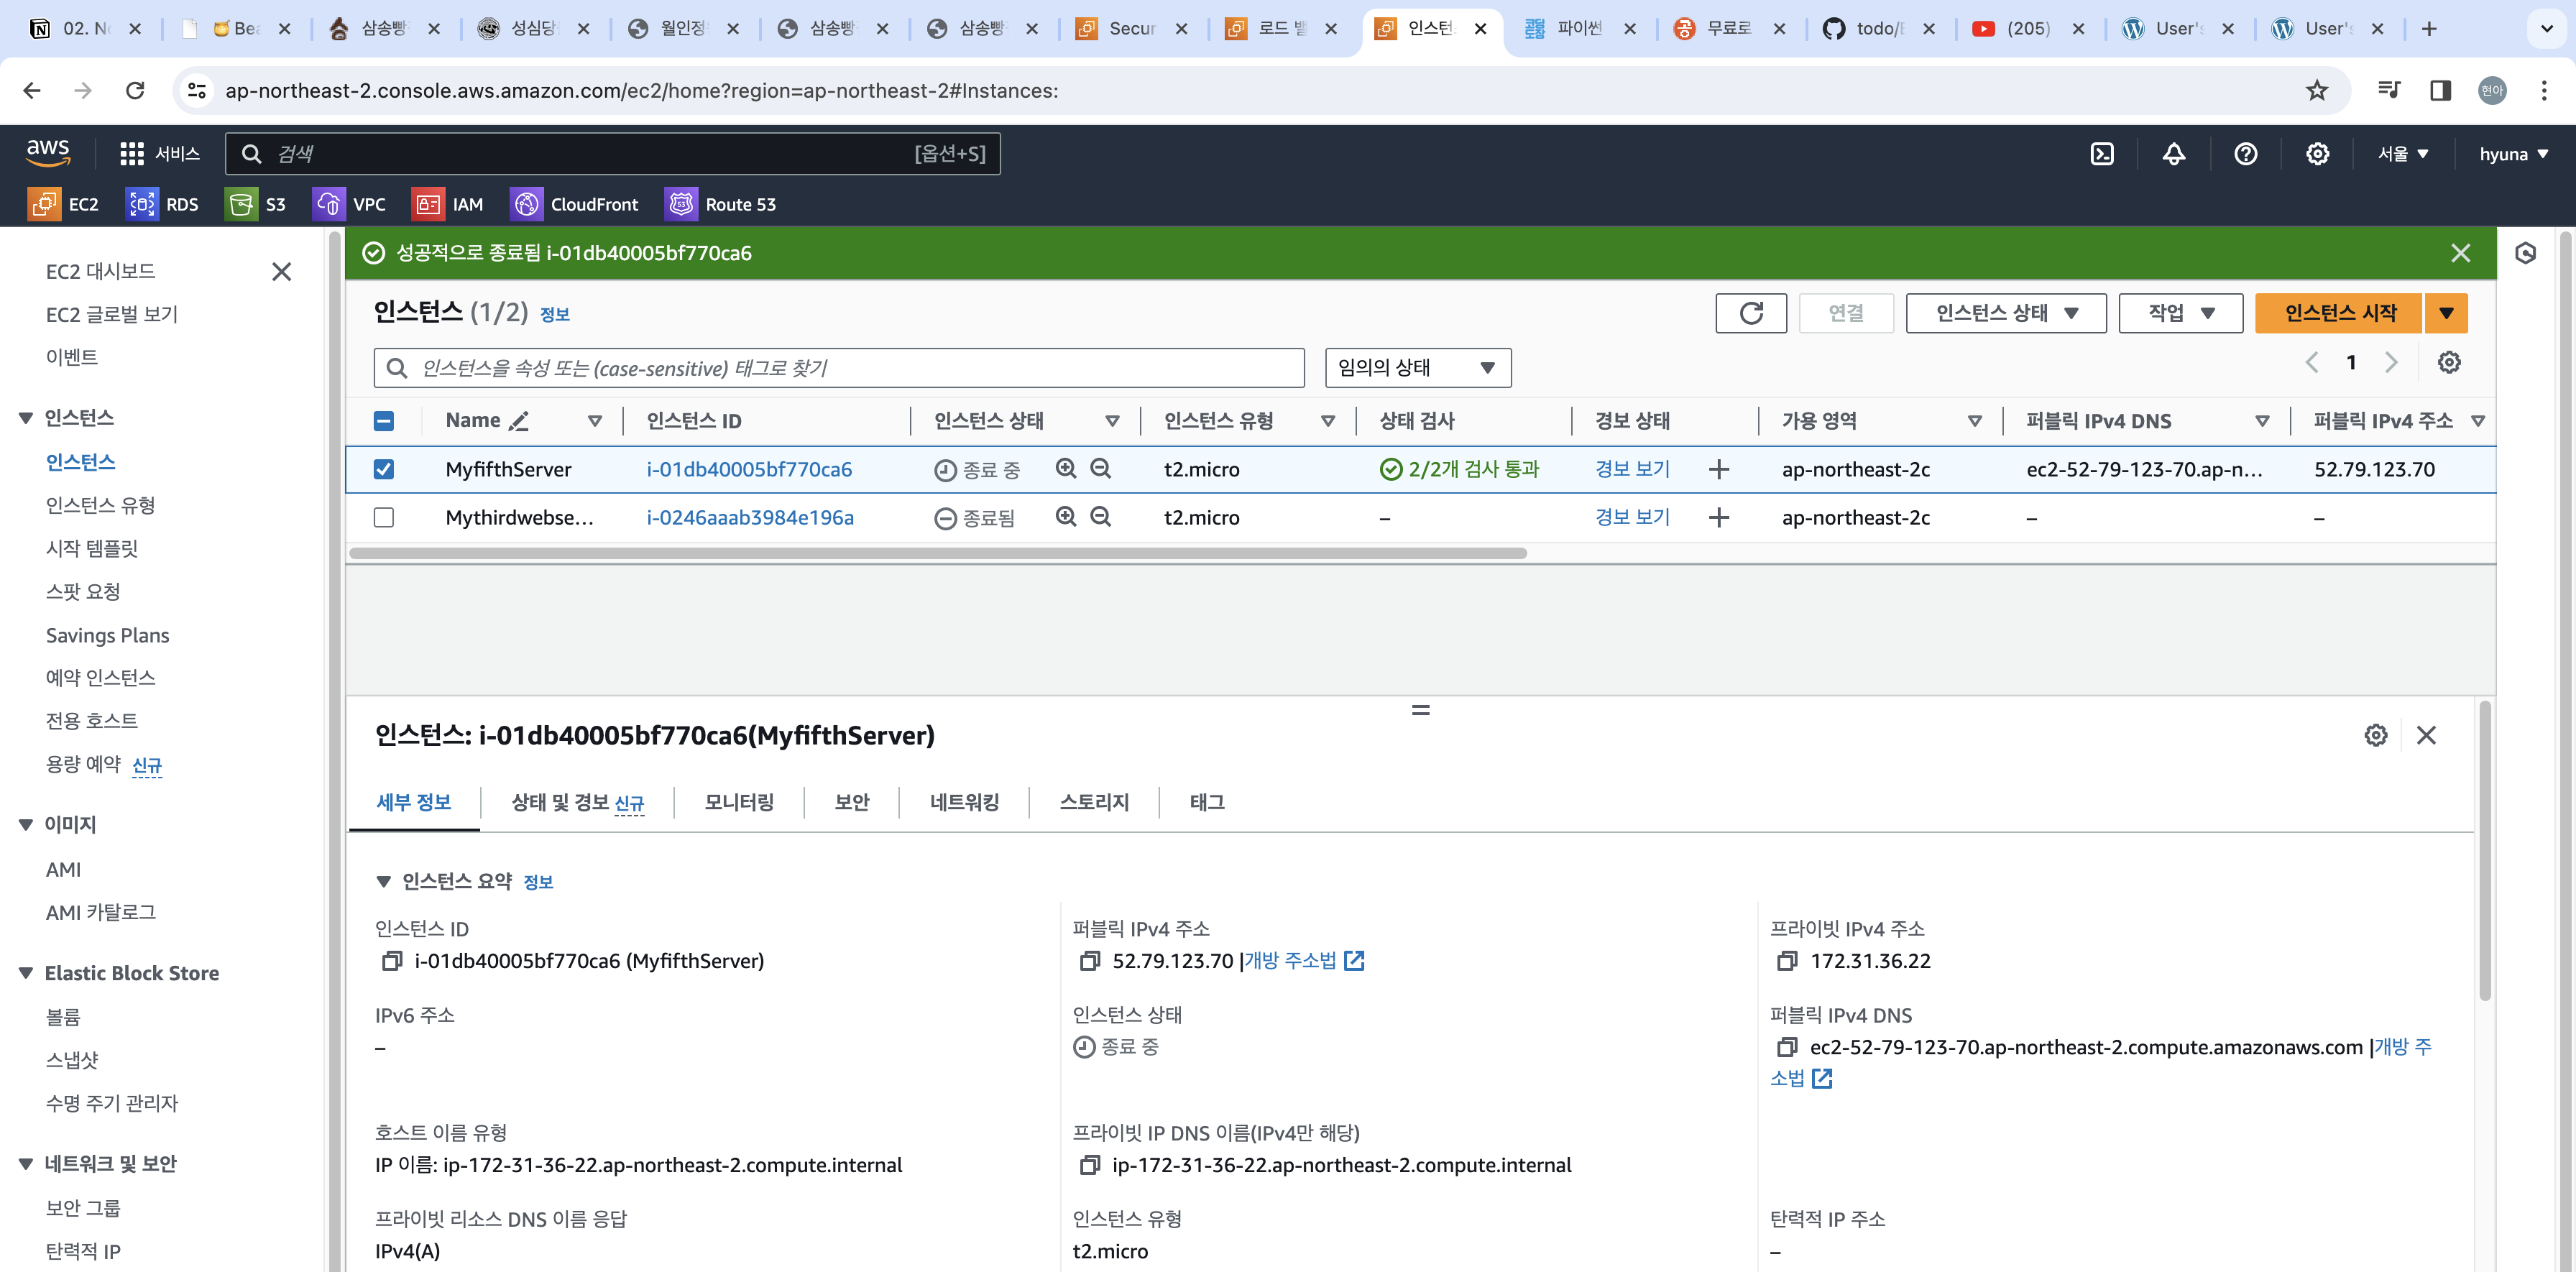 02. N
Bea
삼송빵
성심당
월인정
삼송빵
삼송빵
Secur
로드 밸
인스턴
파이썬
무료로
todo/E
(205)
User's
User's
ap-northeast-2.console.aws.amazon.com/ec2/home?region=ap-northeast-2#Instances:
현아
aws
서비스
검색
[옵션+S]
서울
hyuna
EC2
RDS
S3
VPC
IAM
CloudFront
Route 53
EC2 대시보드
EC2 글로벌 보기
이벤트
인스턴스
인스턴스
인스턴스 유형
시작 템플릿
스팟 요청
Savings Plans
예약 인스턴스
전용 호스트
용량 예약 신규
이미지
AMI
AMI 카탈로그
Elastic Block Store
볼륨
스냅샷
수명 주기 관리자
네트워크 및 보안
보안 그룹
탄력적 IP
성공적으로 종료됨 i-01db40005bf770ca6
인스턴스 (1/2) 정보
연결
인스턴스 상태
작업
인스턴스 시작
인스턴스을 속성 또는 (case-sensitive) 태그로 찾기
임의의 상태
1
Name 인스턴스 ID 인스턴스 상태 인스턴스 유형 상태 검사 경보 상태 가용 영역 퍼블릭 IPv4 DNS 퍼블릭 IPv4 주소
MyfifthServer i-01db40005bf770ca6 종료 중 t2.micro 2/2개 검사 통과 경보 보기 + ap-northeast-2c ec2-52-79-123-70.ap-n... 52.79.123.70
Mythirdwebse... i-0246aaab3984e196a 종료됨 t2.micro – 경보 보기 + ap-northeast-2c – –
인스턴스: i-01db40005bf770ca6(MyfifthServer)
세부 정보
상태 및 경보 신규
모니터링
보안
네트워킹
스토리지
태그
인스턴스 요약 정보
인스턴스 ID
i-01db40005bf770ca6 (MyfifthServer)
퍼블릭 IPv4 주소
52.79.123.70 |개방 주소법
프라이빗 IPv4 주소
172.31.36.22
IPv6 주소
–
인스턴스 상태
종료 중
퍼블릭 IPv4 DNS
ec2-52-79-123-70.ap-northeast-2.compute.amazonaws.com |개방 주
소법
호스트 이름 유형
IP 이름: ip-172-31-36-22.ap-northeast-2.compute.internal
프라이빗 IP DNS 이름(IPv4만 해당)
ip-172-31-36-22.ap-northeast-2.compute.internal
프라이빗 리소스 DNS 이름 응답
IPv4(A)
인스턴스 유형
t2.micro
탄력적 IP 주소
–